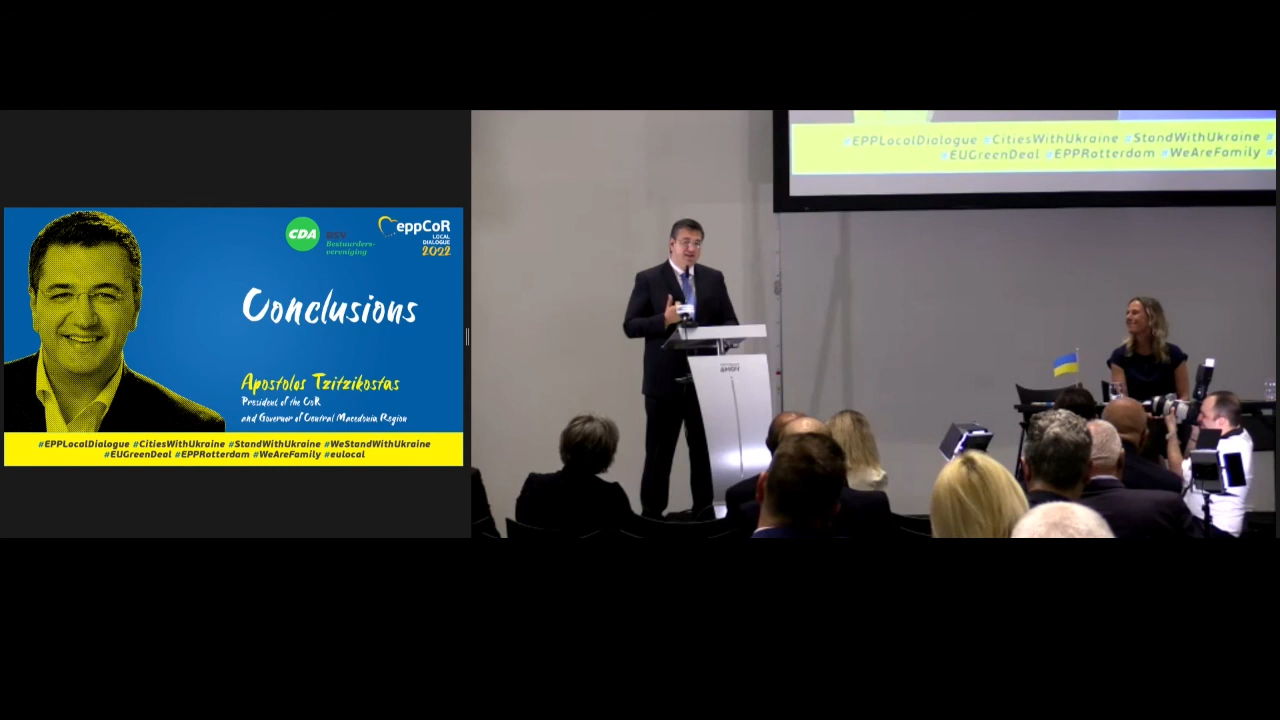 CDA
BSV
Bestuurders-
vereniging
eppCoR
LOCAL
DIALOGUE
2022
Conclusions
Apostolos Tzitzikostas
President of the CoR
and Governor of Central Macedonia Region
#EPPLocalDialogue #CitiesWithUkraine #StandWithUkraine #WeStandWithUkraine
#EUGreenDeal #EPPRotterdam #WeAreFamily #eulocal
#EPPLocalDialogue #CitiesWithUkraine #StandWithUkraine #
#EUGreenDeal #EPPRotterdam #WeAreFamily #